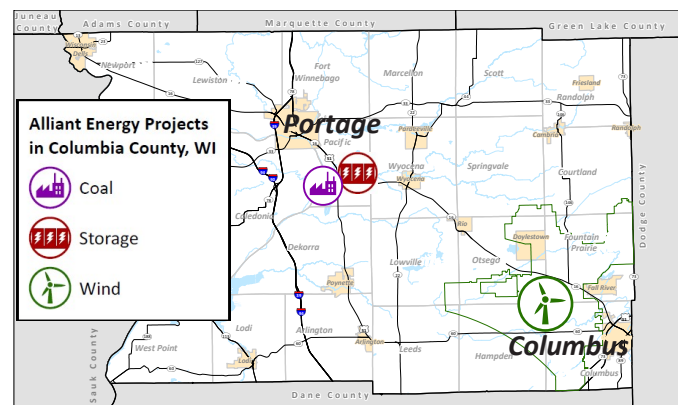 Juneau
County
Adams County
Marquette County
Green Lake County
Wisconsin
Dells
Newport
Lewiston
Fort
Winnebago
Marcellon
Scott
Friesland
Randolph
Portage
Pacific
Pardeeville
Cambria
Randolph
Alliant Energy Projects
in Columbia County, WI
Coal
Storage
Wind
Wyocena
Wyocena
Springvale
Courtland
Caledonia
Dekorra
Rio
Doylestown
Fountain
Prairie
Otsego
Lowville
Poynette
Fall River
Dodge County
Sauk County
Lodi
West Point
Lodi
Arlington
Arlington
Leeds
Hampden
Columbus
Columbus
Dane County